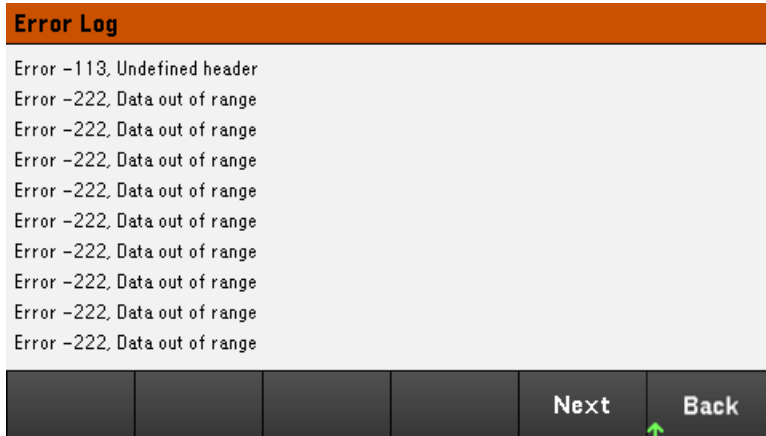 Error Log
Error -113, Undefined header
Error -222, Data out of range
Error -222, Data out of range
Error -222, Data out of range
Error -222, Data out of range
Error -222, Data out of range
Error -222, Data out of range
Error -222, Data out of range
Error -222, Data out of range
Error -222, Data out of range
Next Back